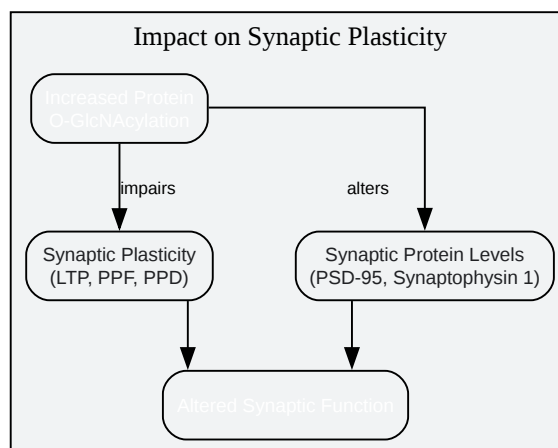 Impact on Synaptic Plasticity
Increased Protein
O-GlcNAcylation
impairs
alters
Synaptic Plasticity
(LTP, PPF, PPD)
Synaptic Protein Levels
(PSD-95, Synaptophysin 1)
Altered Synaptic Function